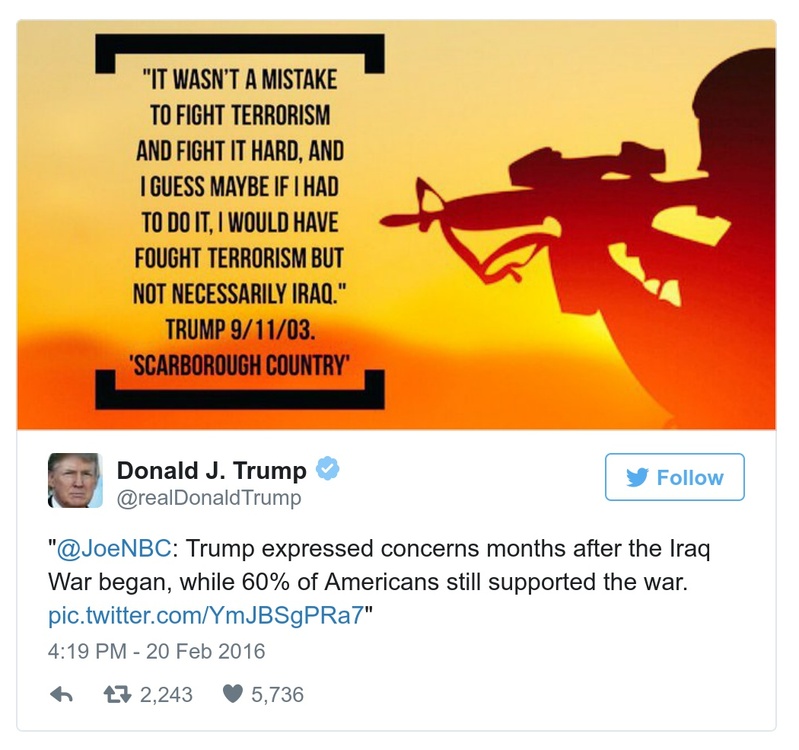 "IT WASN'T A MISTAKE
TO FIGHT TERRORISM
AND FIGHT IT HARD, AND
I GUESS MAYBE IF I HAD
TO DO IT, I WOULD HAVE
FOUGHT TERRORISM BUT
NOT NECESSARILY IRAQ."
TRUMP 9/11/03.
'SCARBOROUGH COUNTRY'
Donald J. Trump
@realDonaldTrump
Follow
"@JoeNBC: Trump expressed concerns months after the Iraq
War began, while 60% of Americans still supported the war.
pic.twitter.com/YmJBSgPRa7"
4:19 PM - 20 Feb 2016
2,243 5,736